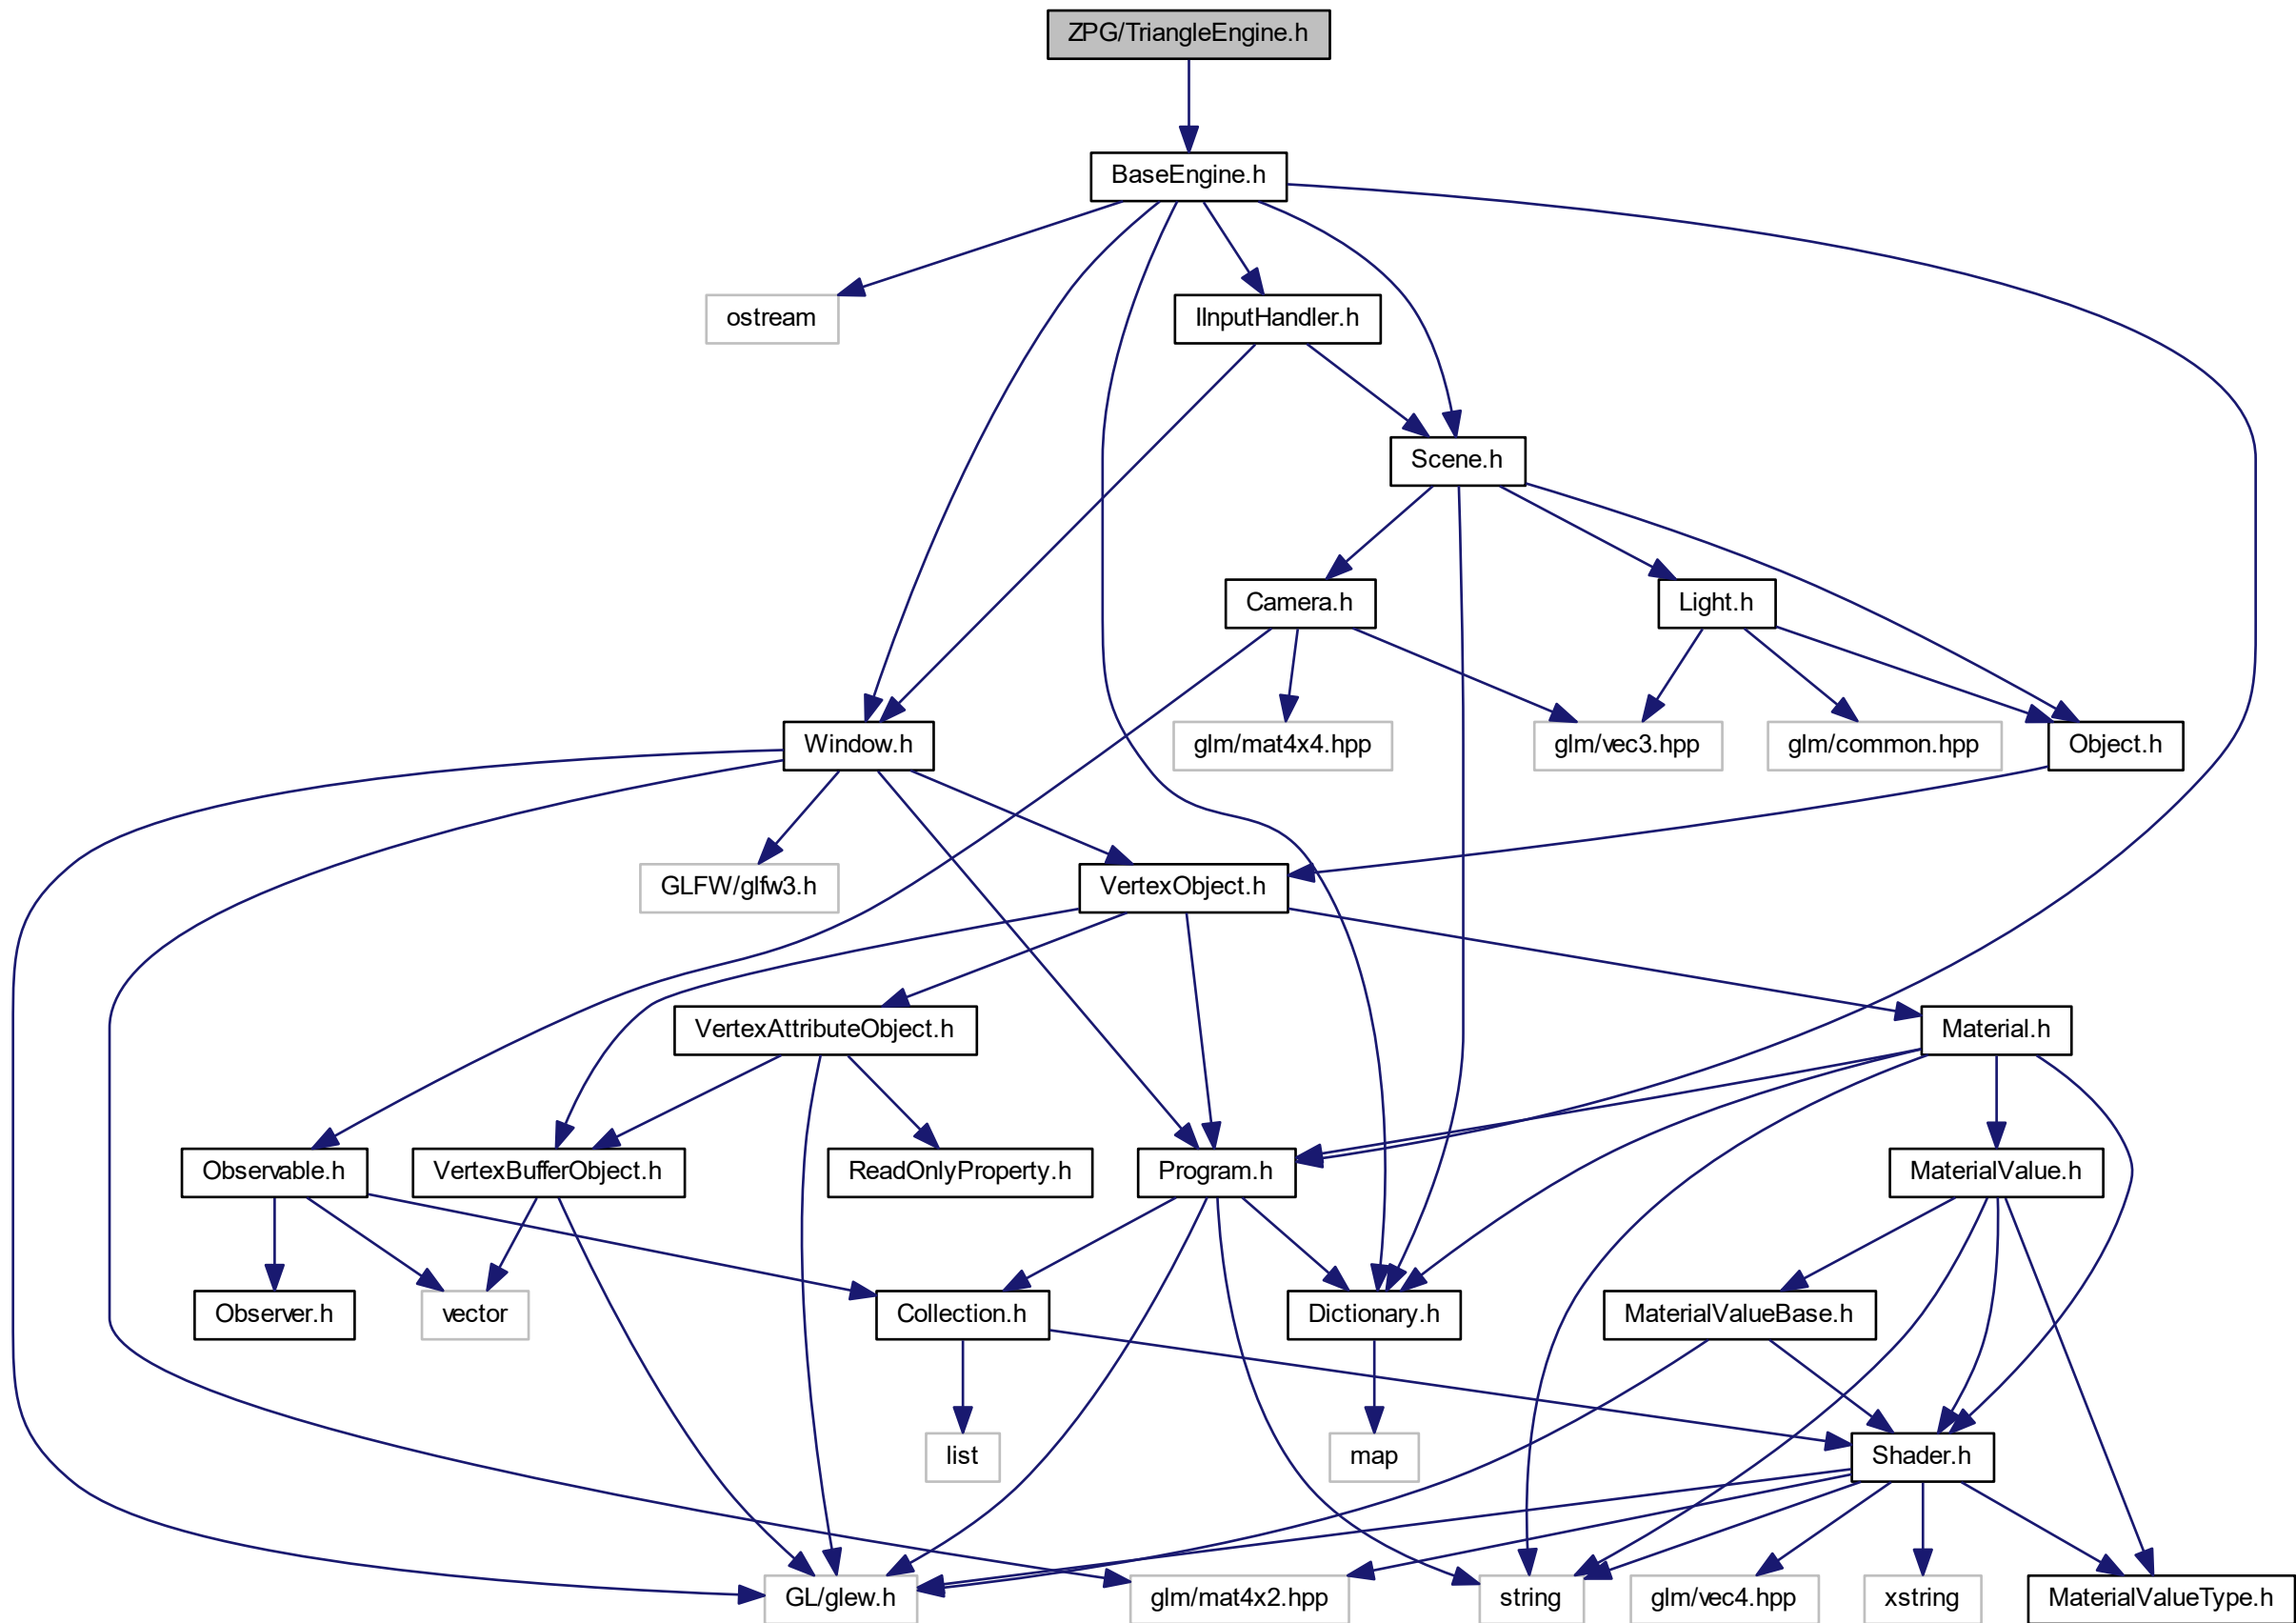 ZPG/TriangleEngine.h
BaseEngine.h
ostream
IInputHandler.h
Scene.h
Camera.h
Light.h
Window.h
glm/mat4x4.hpp
glm/vec3.hpp
glm/common.hpp
Object.h
GLFW/glfw3.h
VertexObject.h
VertexAttributeObject.h
Material.h
Observable.h
VertexBufferObject.h
ReadOnlyProperty.h
Program.h
MaterialValue.h
Observer.h
vector
Collection.h
Dictionary.h
MaterialValueBase.h
list
map
Shader.h
GL/glew.h
glm/mat4x2.hpp
string
glm/vec4.hpp
xstring
MaterialValueType.h